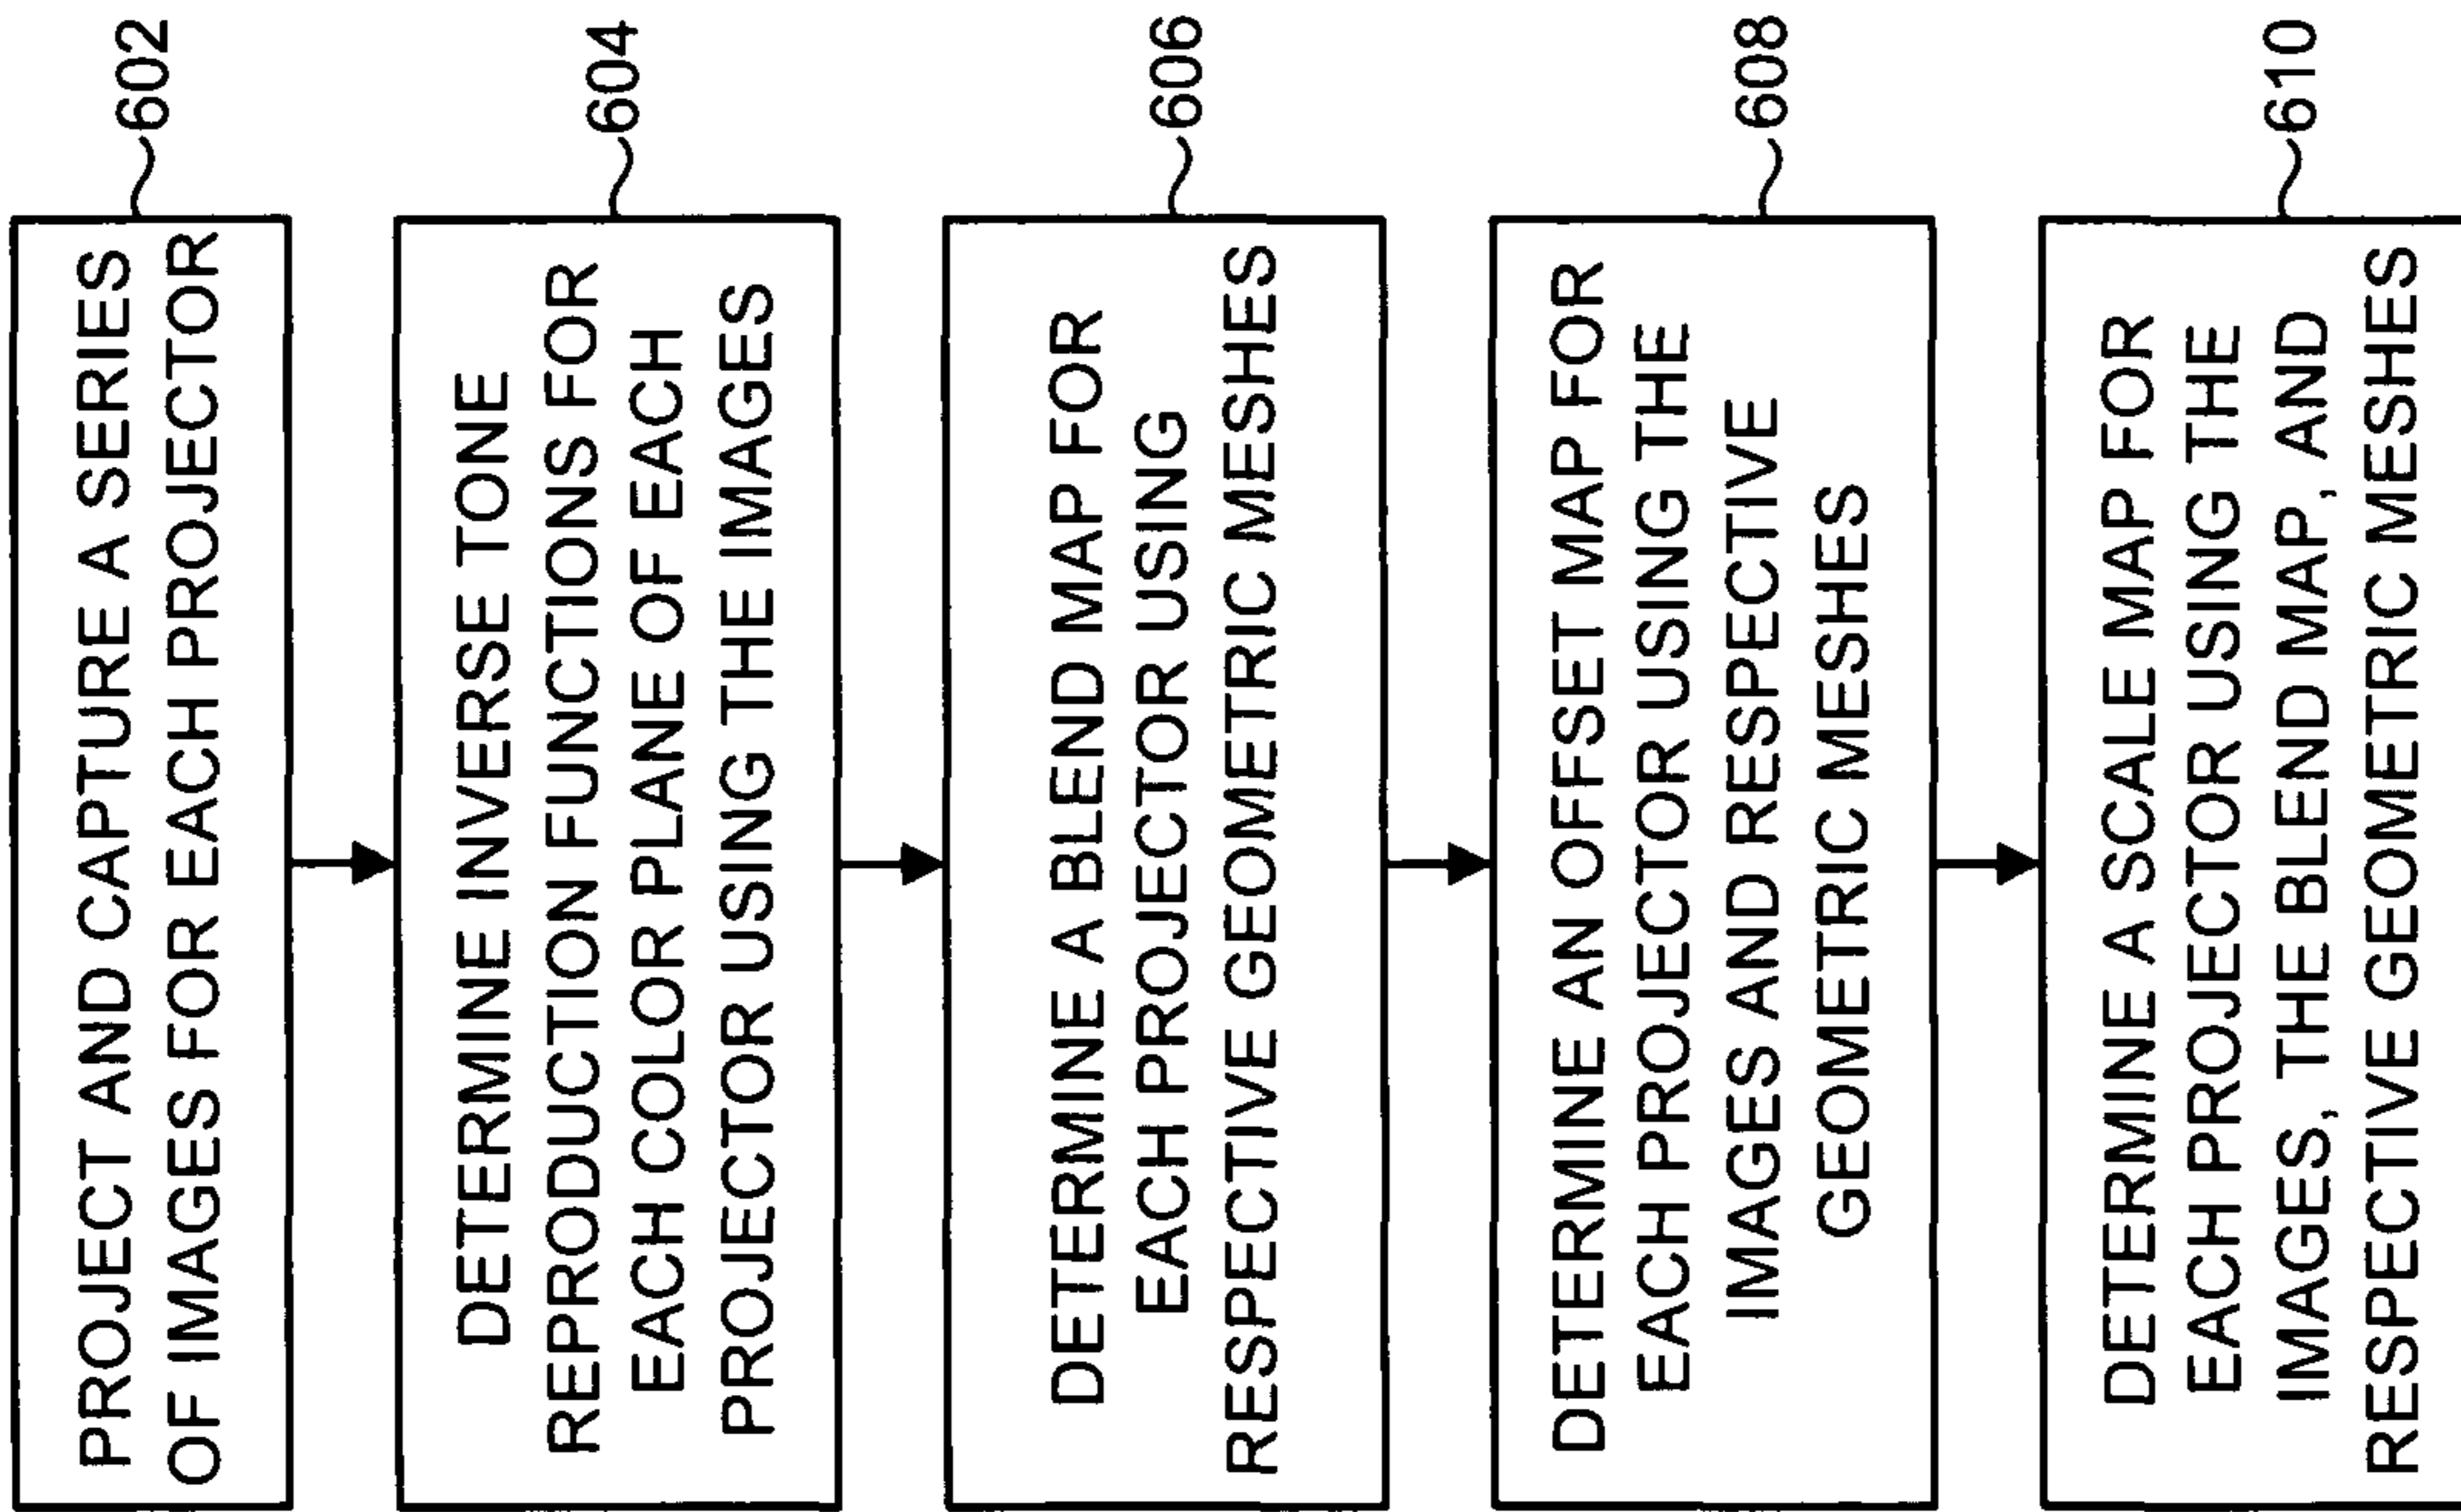 PROJECT AND CAPTURE A SERIES
OF IMAGES FOR EACH PROJECTOR
602
DETERMINE INVERSE TONE
REPRODUCTION FUNCTIONS FOR
EACH COLOR PLANE OF EACH
PROJECTOR USING THE IMAGES
604
DETERMINE A BLEND MAP FOR
EACH PROJECTOR USING
RESPECTIVE GEOMETRIC MESHES
606
DETERMINE AN OFFSET MAP FOR
EACH PROJECTOR USING THE
IMAGES AND RESPECTIVE
GEOMETRIC MESHES
608
DETERMINE A SCALE MAP FOR
EACH PROJECTOR USING THE
IMAGES, THE BLEND MAP, AND
RESPECTIVE GEOMETRIC MESHES
610